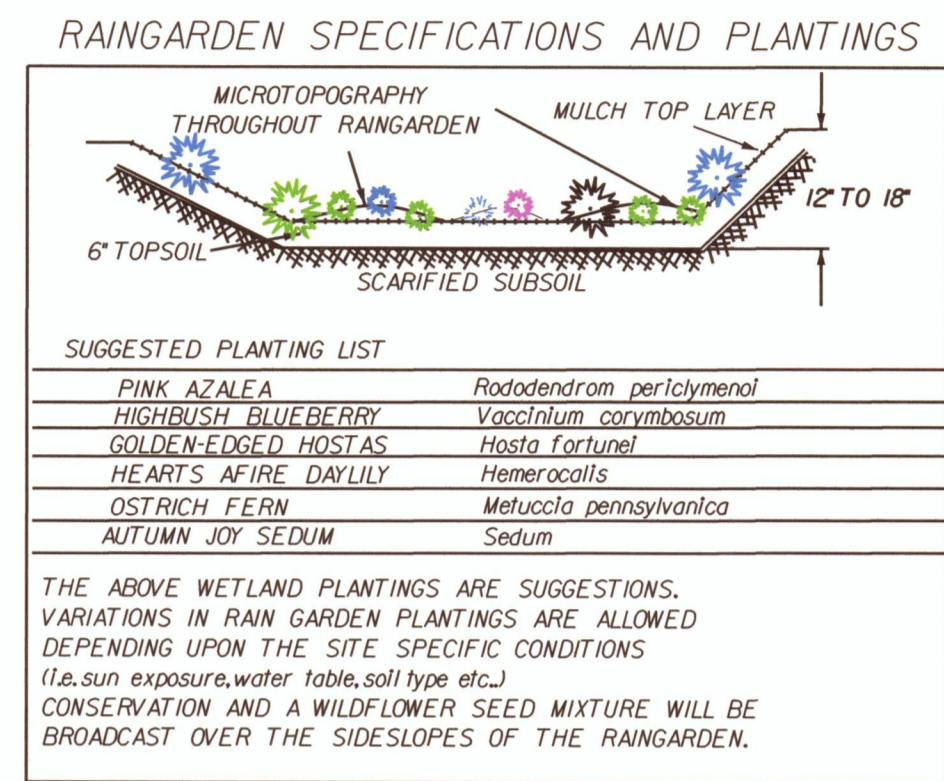 RAINGARDEN SPECIFICATIONS AND PLANTINGS
MICROTOPOGRAPHY
THROUGHOUT RAINGARDEN
MULCH TOP LAYER
12" TO 18"
6" TOPSOIL
SCARIFIED SUBSOIL
SUGGESTED PLANTING LIST
PINK AZALEA Rododendrom periclymenoi
HIGHBUSH BLUEBERRY Vaccinium corymbosum
GOLDEN-EDGED HOSTAS Hosta fortunei
HEARTS AFIRE DAYLILY Hemerocalis
OSTRICH FERN Metuccia pennsylvanica
AUTUMN JOY SEDUM Sedum
THE ABOVE WETLAND PLANTINGS ARE SUGGESTIONS.
VARIATIONS IN RAIN GARDEN PLANTINGS ARE ALLOWED
DEPENDING UPON THE SITE SPECIFIC CONDITIONS
(i.e. sun exposure, water table, soil type etc..)
CONSERVATION AND A WILDFLOWER SEED MIXTURE WILL BE
BROADCAST OVER THE SIDESLOPES OF THE RAINGARDEN.